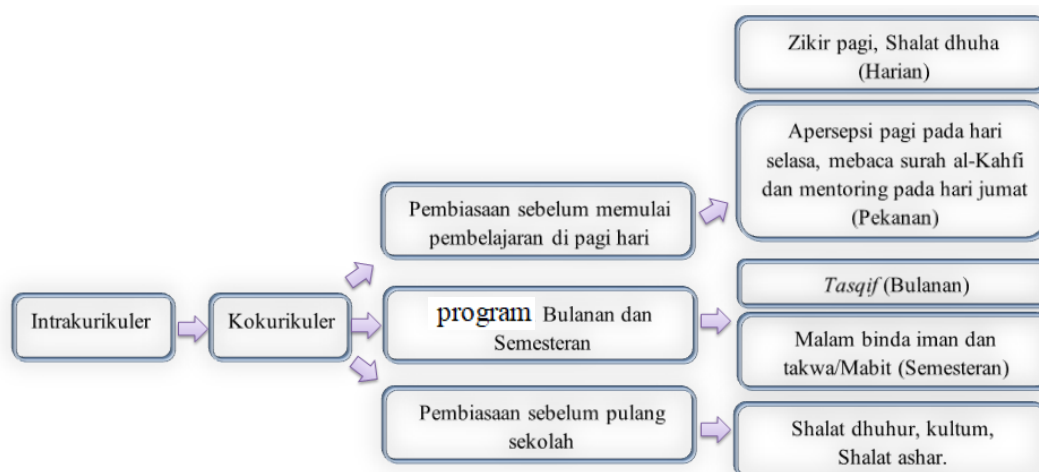 Zikir pagi, Shalat dhuha
(Harian)
Apersepsi pagi pada hari
selasa, mebaca surah al-Kahfi
dan mentoring pada hari jumat
(Pekanan)
Pembiasaan sebelum memulai
pembelajaran di pagi hari
Intrakurikuler
Kokurikuler
program Bulanan dan
Semesteran
Tasqif (Bulanan)
Malam binda iman dan
takwa/Mabit (Semesteran)
Pembiasaan sebelum pulang
sekolah
Shalat dhuhur, kultum,
Shalat ashar.